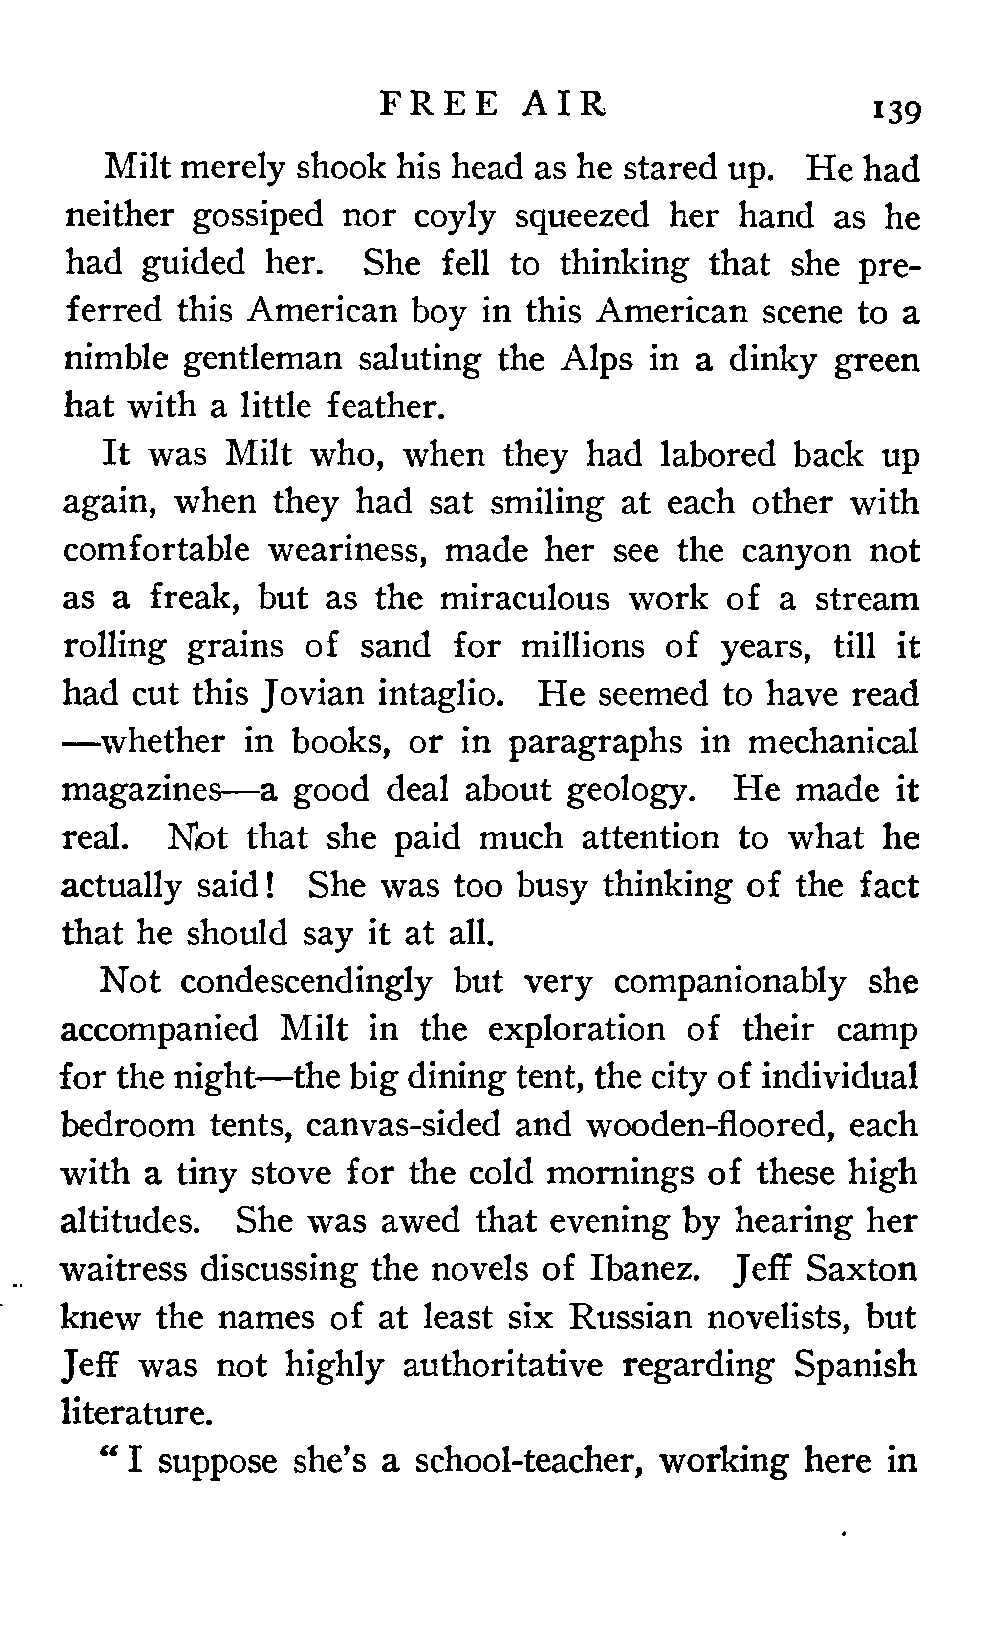 FREE AIR 139
Milt merely shook his head as he stared up. He had
neither gossiped nor coyly squeezed her hand as he
had guided her. She fell to thinking that she pre-
ferred this American boy in this American scene to a
nimble gentleman saluting the Alps in a dinky green
hat with a little feather.
It was Milt who, when they had labored back up
again, when they had sat smiling at each other with
comfortable weariness, made her see the canyon not
as a freak, but as the miraculous work of a stream
rolling grains of sand for millions of years, till it
had cut this Jovian intaglio. He seemed to have read
—whether in books, or in paragraphs in mechanical
magazines—a good deal about geology. He made it
real. Not that she paid much attention to what he
actually said! She was too busy thinking of the fact
that he should say it at all.
Not condescendingly but very companionably she
accompanied Milt in the exploration of their camp
for the night—the big dining tent, the city of individual
bedroom tents, canvas-sided and wooden-floored, each
with a tiny stove for the cold mornings of these high
altitudes. She was awed that evening by hearing her
waitress discussing the novels of Ibanez. Jeff Saxton
knew the names of at least six Russian novelists, but
Jeff was not highly authoritative regarding Spanish
literature.
“ I suppose she's a school-teacher, working here in